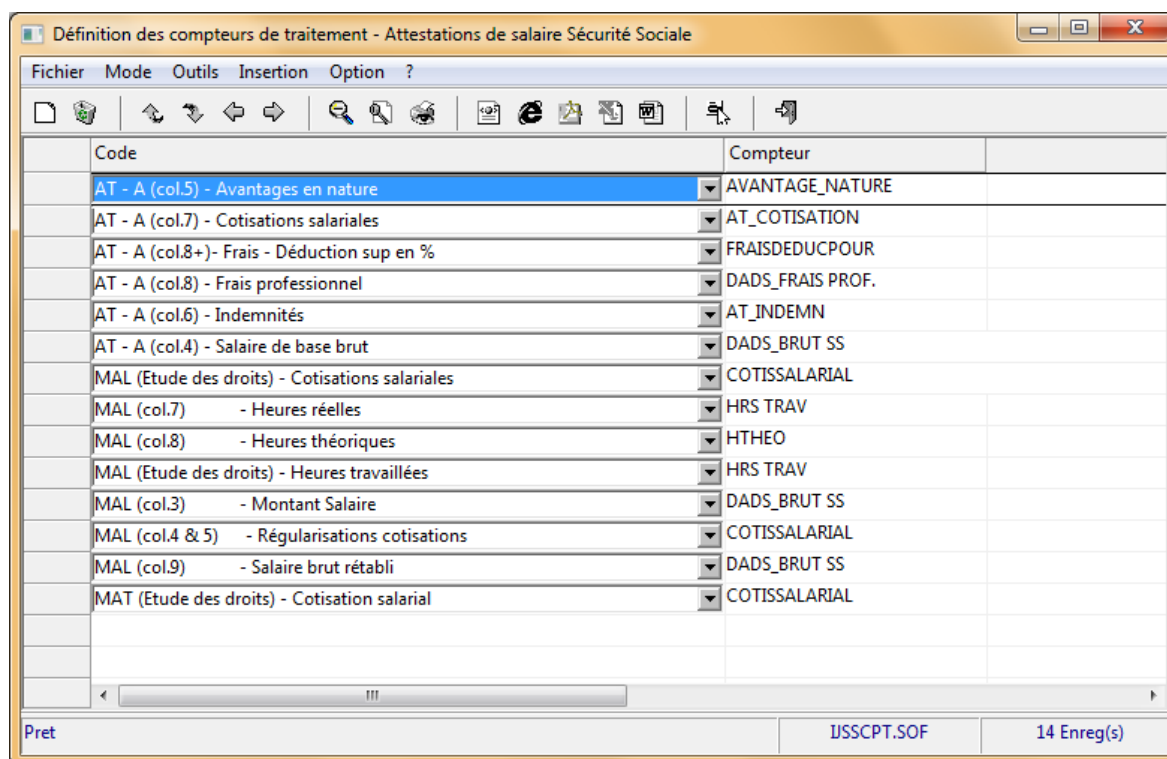 Définition des compteurs de traitement - Attestations de salaire Sécurité Sociale
Fichier Mode Outils Insertion Option ?
Code Compteur
AT - A (col.5) - Avantages en nature AVANTAGE_NATURE
AT - A (col.7) - Cotisations salariales AT_COTISATION
AT - A (col.8+)- Frais - Déduction sup en % FRAISDEDUCPOUR
AT - A (col.8) - Frais professionnel DADS_FRAIS PROF.
AT - A (col.6) - Indemnités AT_INDEMN
AT - A (col.4) - Salaire de base brut DADS_BRUT SS
MAL (Etude des droits) - Cotisations salariales COTISSALARIAL
MAL (col.7) - Heures réelles HRS TRAV
MAL (col.8) - Heures théoriques HTHEO
MAL (Etude des droits) - Heures travaillées HRS TRAV
MAL (col.3) - Montant Salaire DADS_BRUT SS
MAL (col.4 & 5) - Régularisations cotisations COTISSALARIAL
MAL (col.9) - Salaire brut rétabli DADS_BRUT SS
MAT (Etude des droits) - Cotisation salarial COTISSALARIAL
Pret IJSSCPT.SOF 14 Enreg(s)